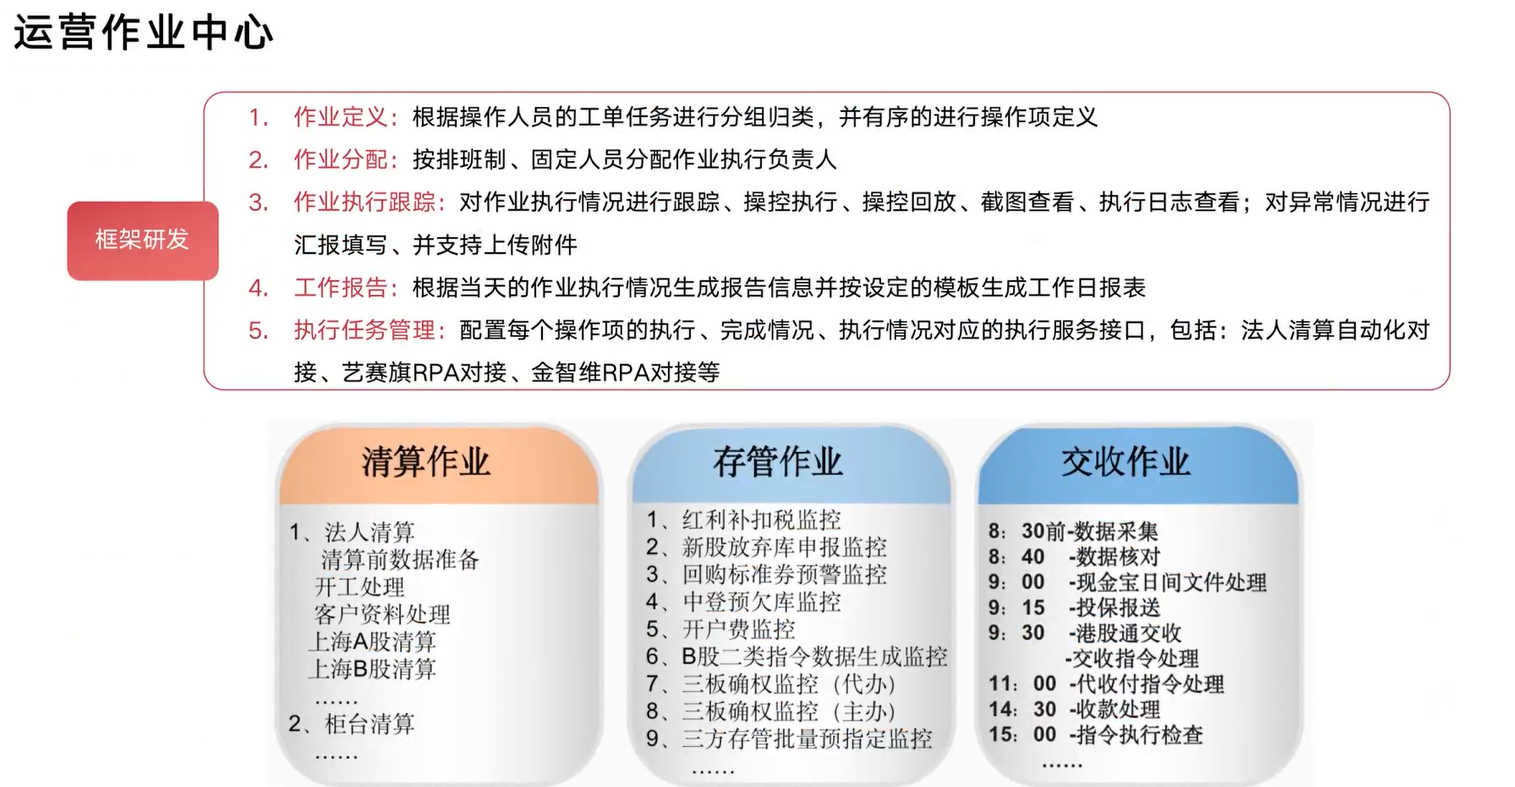 运营作业中心
框架研发
1. 作业定义：根据操作人员的工单任务进行分组归类，并有序的进行操作项定义
2. 作业分配：按排班制、固定人员分配作业执行负责人
3. 作业执行跟踪：对作业执行情况进行跟踪、操控执行、操控回放、截图查看、执行日志查看；对异常情况进行
汇报填写、并支持上传附件
4. 工作报告：根据当天的作业执行情况生成报告信息并按设定的模板生成工作日报表
5. 执行任务管理：配置每个操作项的执行、完成情况、执行情况对应的执行服务接口，包括：法人清算自动化对
接、艺赛旗RPA对接、金智维RPA对接等
清算作业
1、法人清算
清算前数据准备
开工处理
客户资料处理
上海A股清算
上海B股清算
……
2、柜台清算
……
存管作业
1、红利补扣税监控
2、新股放弃库申报监控
3、回购标准券预警监控
4、中登预欠库监控
5、开户费监控
6、B股二类指令数据生成监控
7、三板确权监控（代办）
8、三板确权监控（主办）
9、三方存管批量预指定监控
……
交收作业
8：30前-数据采集
8：40 -数据核对
9：00 -现金宝日间文件处理
9：15 -投保报送
9：30 -港股通交收
-交收指令处理
11：00 -代收付指令处理
14：30 -收款处理
15：00 -指令执行检查
……